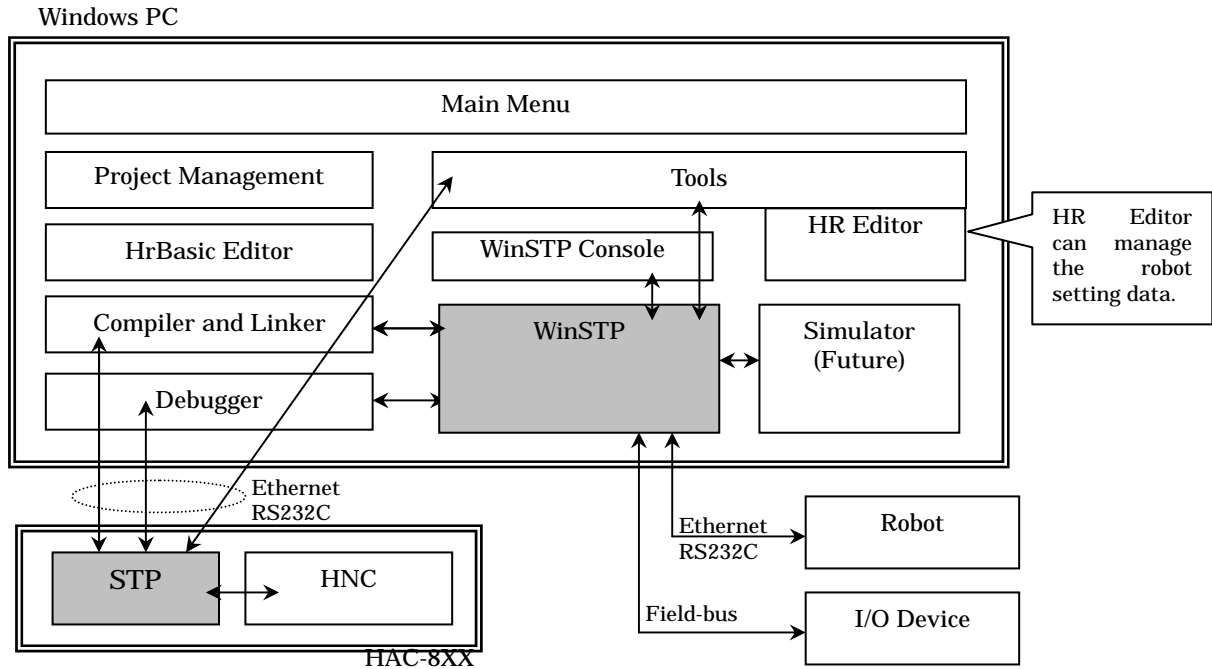 Windows PC
Main Menu
Project Management
Tools
HrBasic Editor
WinSTP Console
HR Editor
HR Editor
can manage
the robot
setting data.
Compiler and Linker
WinSTP
Simulator
(Future)
Debugger
Ethernet
RS232C
STP
HNC
HAC-8XX
Ethernet
RS232C
Robot
Field-bus
I/O Device